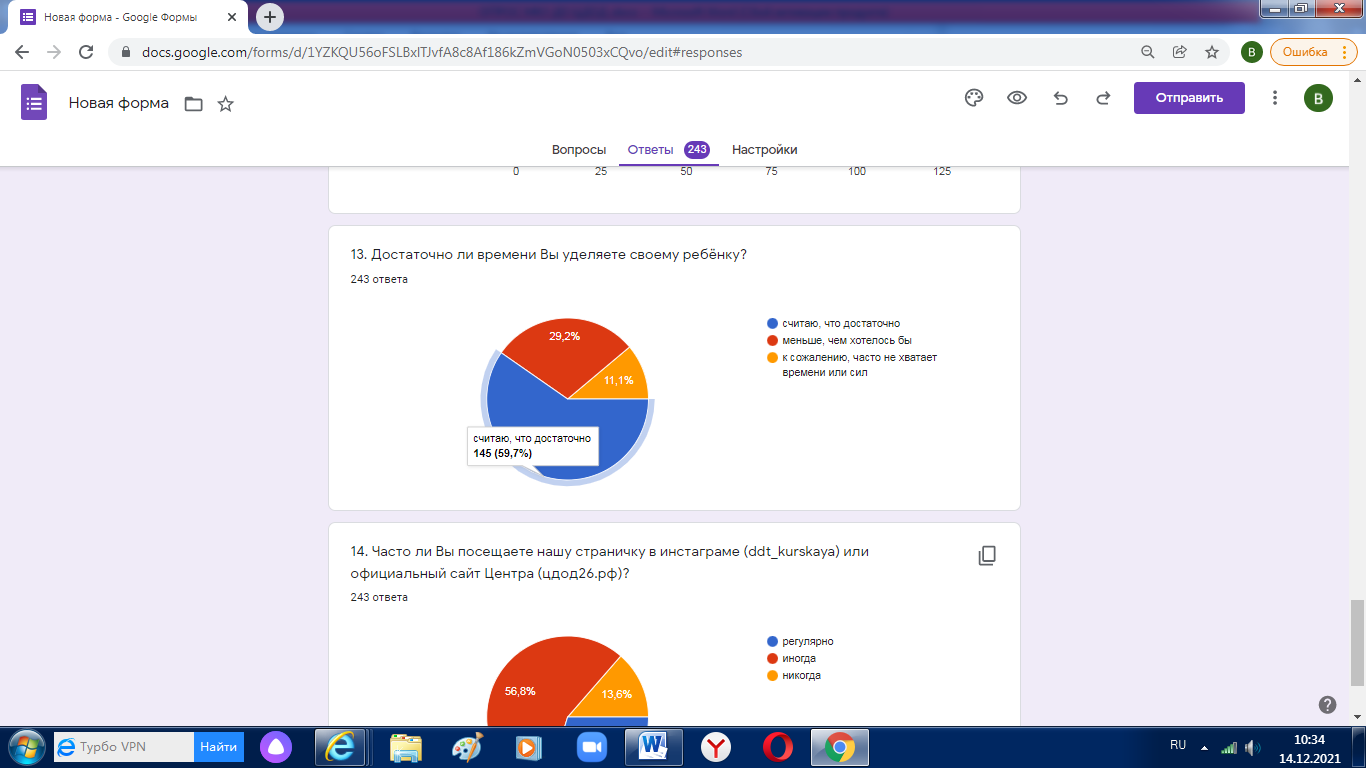 Новая форма - Google Формы
docs.google.com/forms/d/1YZKQU56oFSLBxlTJvfA8c8Af186kZmVGoN0503xCQvo/edit#responses
В
Ошибка
Новая форма
Отправить
В
Вопросы
Ответы 243
Настройки
0 25 50 75 100 125
13. Достаточно ли времени Вы уделяете своему ребёнку?
243 ответа
29,2%
11,1%
считаю, что достаточно
145 (59,7%)
считаю, что достаточно
меньше, чем хотелось бы
к сожалению, часто не хватает
времени или сил
14. Часто ли Вы посещаете нашу страничку в инстаграме (ddt_kurskaya) или
официальный сайт Центра (цдод26.рф)?
243 ответа
56,8%
13,6%
регулярно
иногда
никогда
Турбо VPN
Найти
RU
10:34
14.12.2021